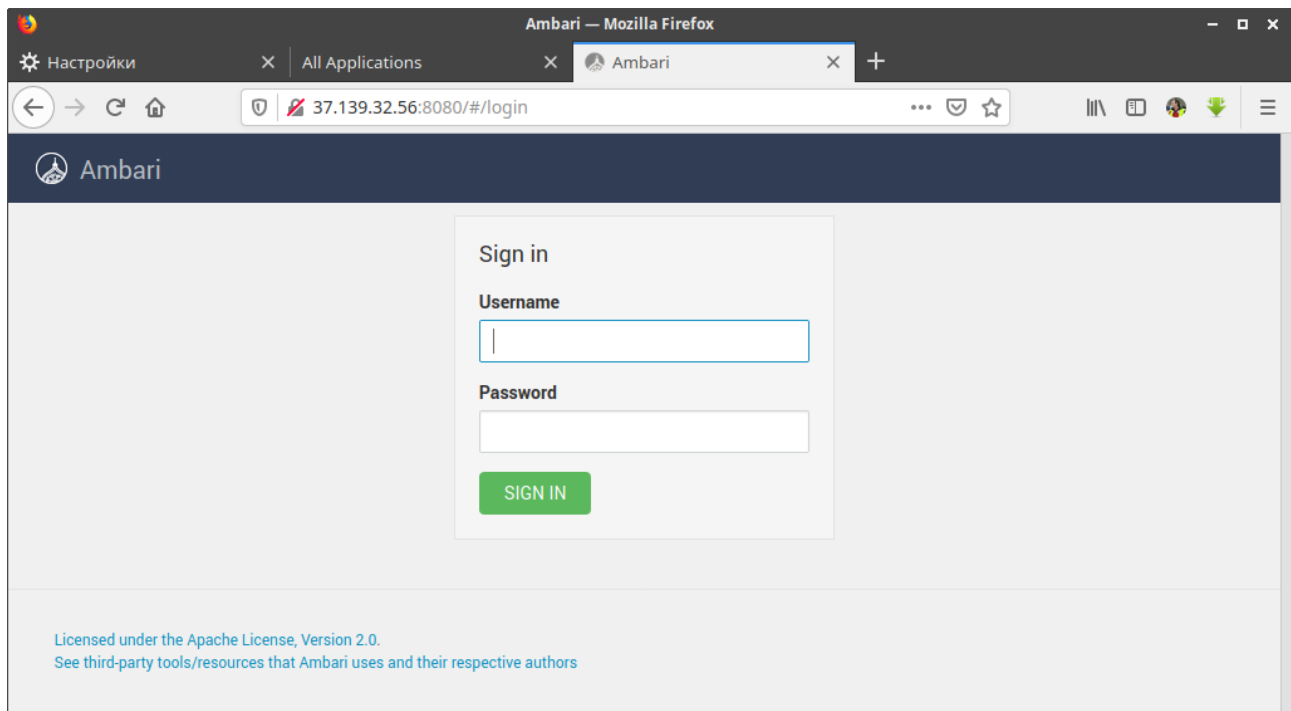 Ambari — Mozilla Firefox
Настройки
All Applications
Ambari
37.139.32.56:8080/#/login
Ambari
Sign in
Username
Password
SIGN IN
Licensed under the Apache License, Version 2.0.
See third-party tools/resources that Ambari uses and their respective authors